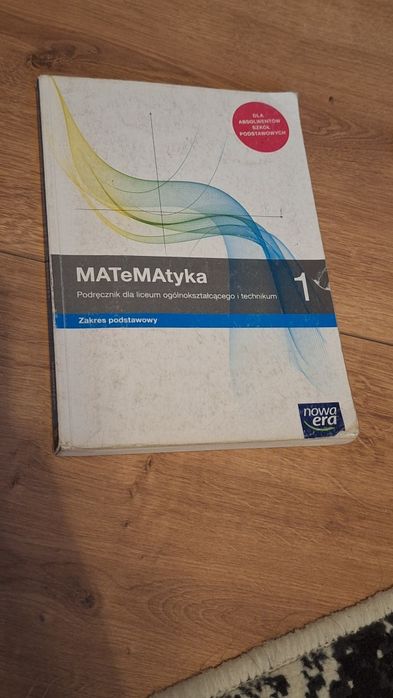 DLA
ABSOLWENTÓW
SZKÓŁ
PODSTAWOWYCH
MATeMAtyka
1
Podręcznik dla liceum ogólnokształcącego i technikum
Zakres podstawowy
nowa
era